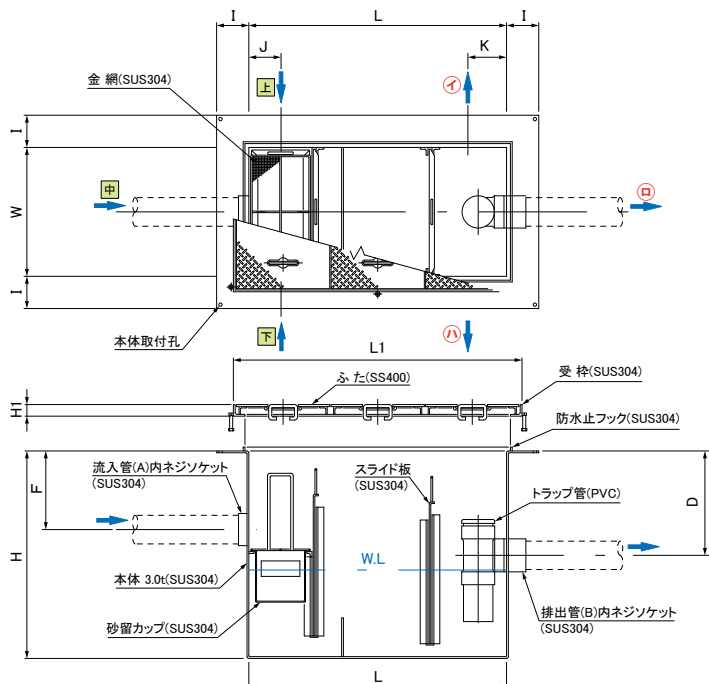 I
L
I
J
K
金 網(SUS304)
上
イ
I
中
ロ
W
I
本体取付孔
下
ハ
L1
ふ た(SS400)
受 枠(SUS304)
H1
防水止フック(SUS304)
流入管(A)内ネジソケット
(SUS304)
スライド板
(SUS304)
トラップ管(PVC)
F
D
H
W.L
本体 3.0t(SUS304)
砂留カップ(SUS304)
排出管(B)内ネジソケット
(SUS304)
L